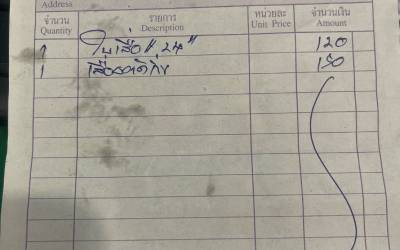 Address
จำนวน รายการ หน่วยละ จำนวนเงิน
Quantity Description Unit Price Amount
1 ใบเลื่อย 24" 120
1 150